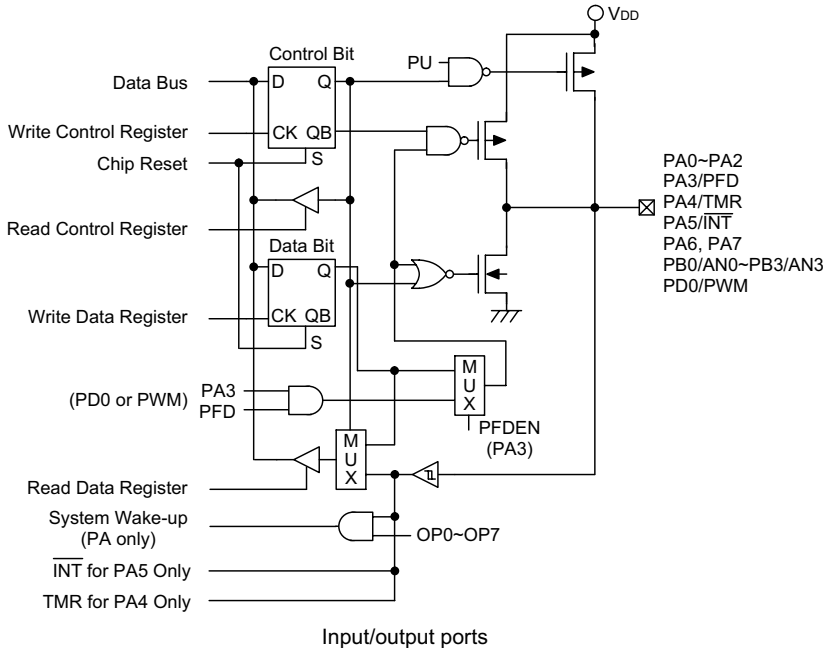 VDD
Control Bit
PU
Data Bus
D Q
Write Control Register
CK QB
Chip Reset
S
PA0~PA2
PA3/PFD
PA4/TMR
PA5/I̅N̅T̅
PA6, PA7
PB0/AN0~PB3/AN3
PD0/PWM
Read Control Register
Data Bit
D Q
Write Data Register
CK QB
S
M
U
X
PA3
(PD0 or PWM)
PFD
PFDEN
(PA3)
M
U
X
Read Data Register
System Wake-up
(PA only)
OP0~OP7
I̅N̅T̅ for PA5 Only
TMR for PA4 Only
Input/output ports